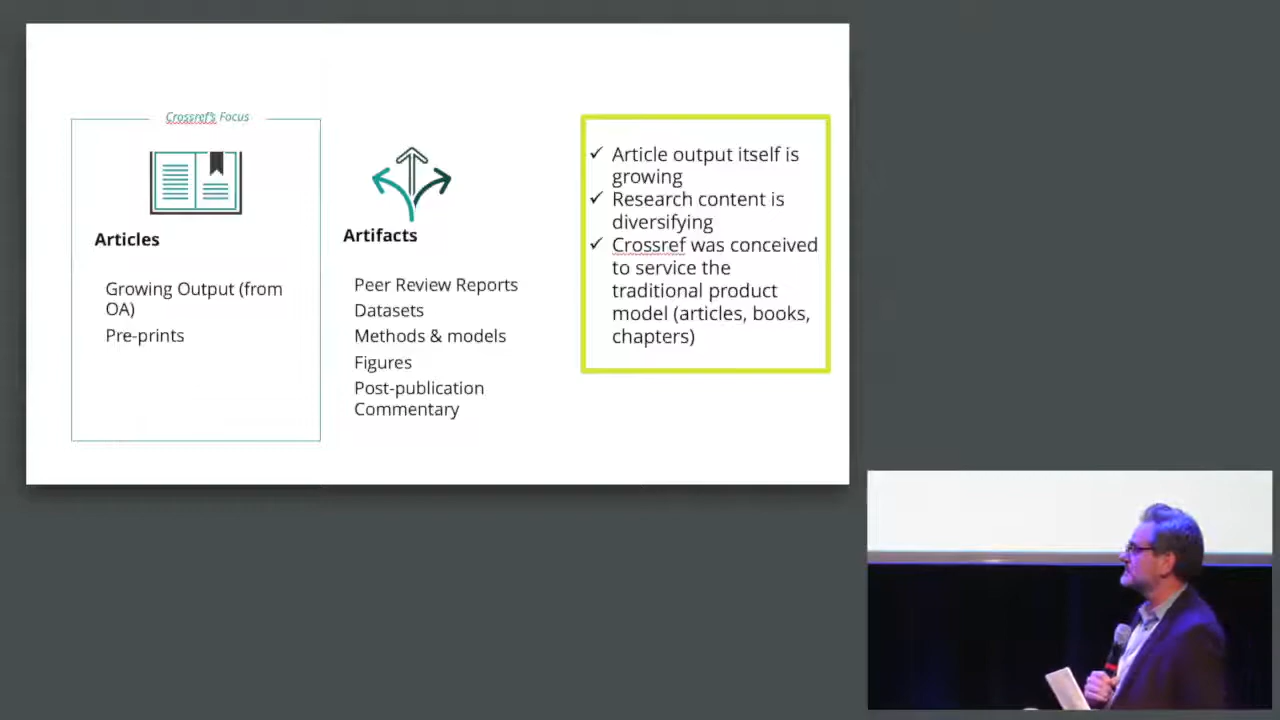 Crossref's Focus
Articles
Growing Output (from
OA)
Pre-prints
Artifacts
Peer Review Reports
Datasets
Methods & models
Figures
Post-publication
Commentary
✓ Article output itself is
growing
✓ Research content is
diversifying
✓ Crossref was conceived
to service the
traditional product
model (articles, books,
chapters)